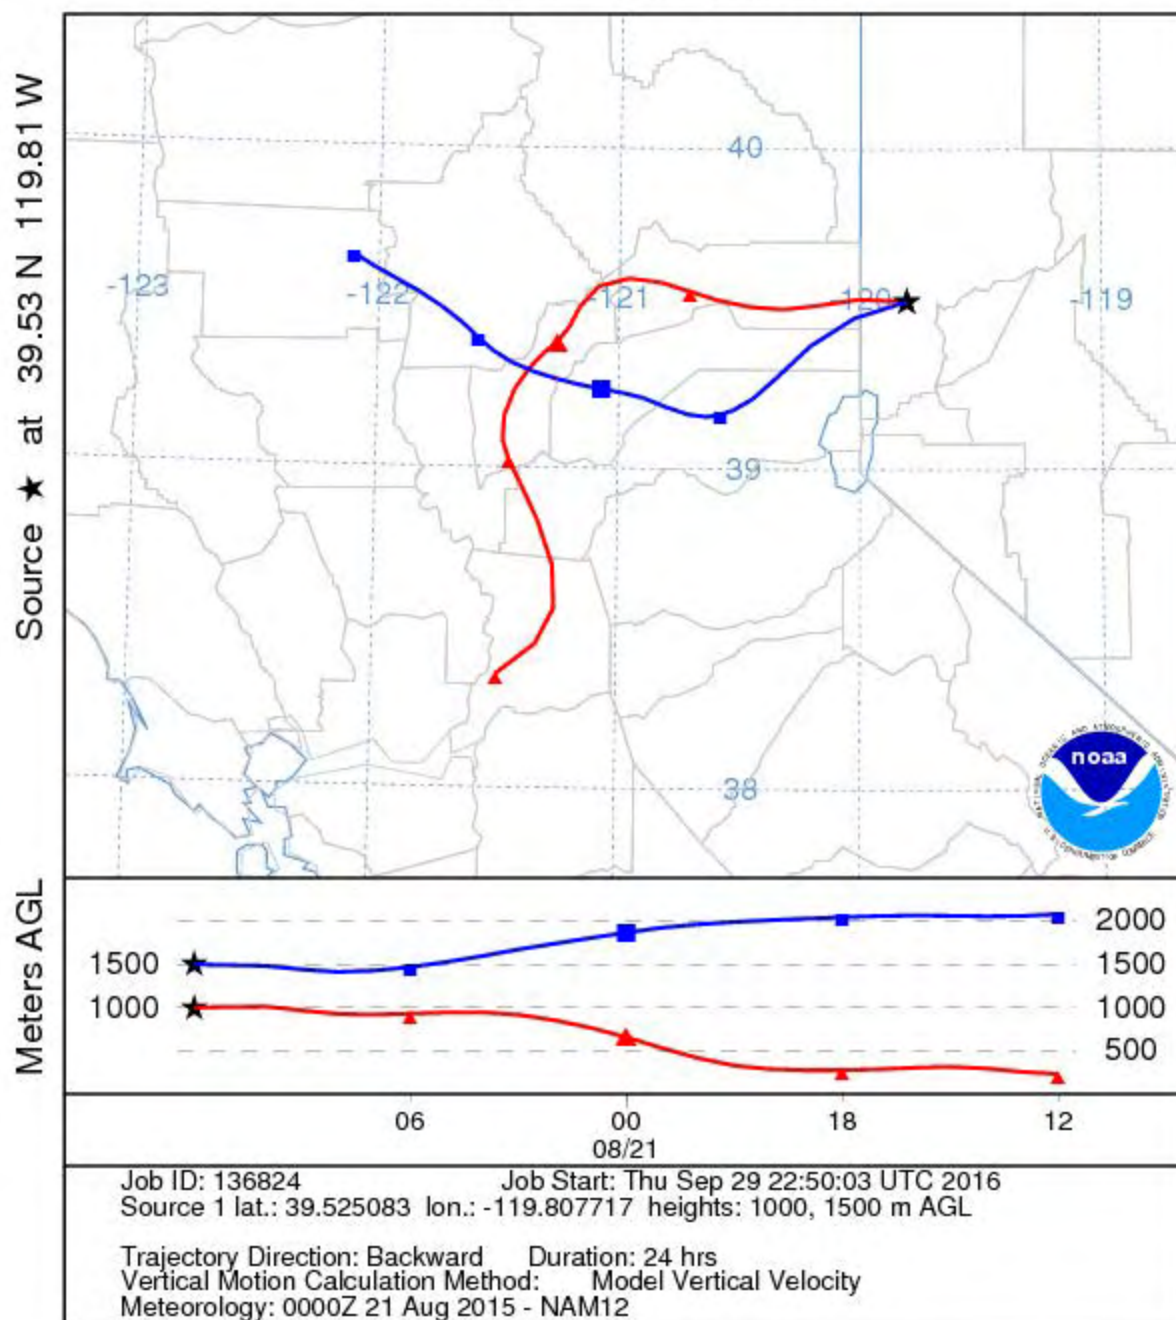 Source ★ at 39.53 N 119.81 W
40
-123
-122
-121
-120
-119
39
38
noaa
Meters AGL
1500
1000
2000
1500
1000
500
06
00
18
12
08/21
Job ID: 136824 Job Start: Thu Sep 29 22:50:03 UTC 2016
Source 1 lat.: 39.525083 lon.: -119.807717 heights: 1000, 1500 m AGL
Trajectory Direction: Backward Duration: 24 hrs
Vertical Motion Calculation Method: Model Vertical Velocity
Meteorology: 0000Z 21 Aug 2015 - NAM12